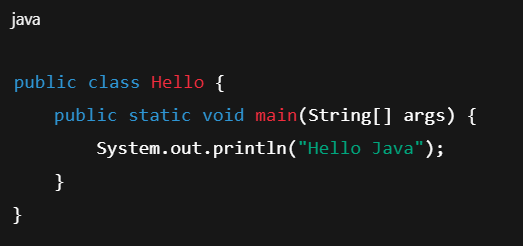 java
public class Hello {
    public static void main(String[] args) {
        System.out.println("Hello Java");
    }
}